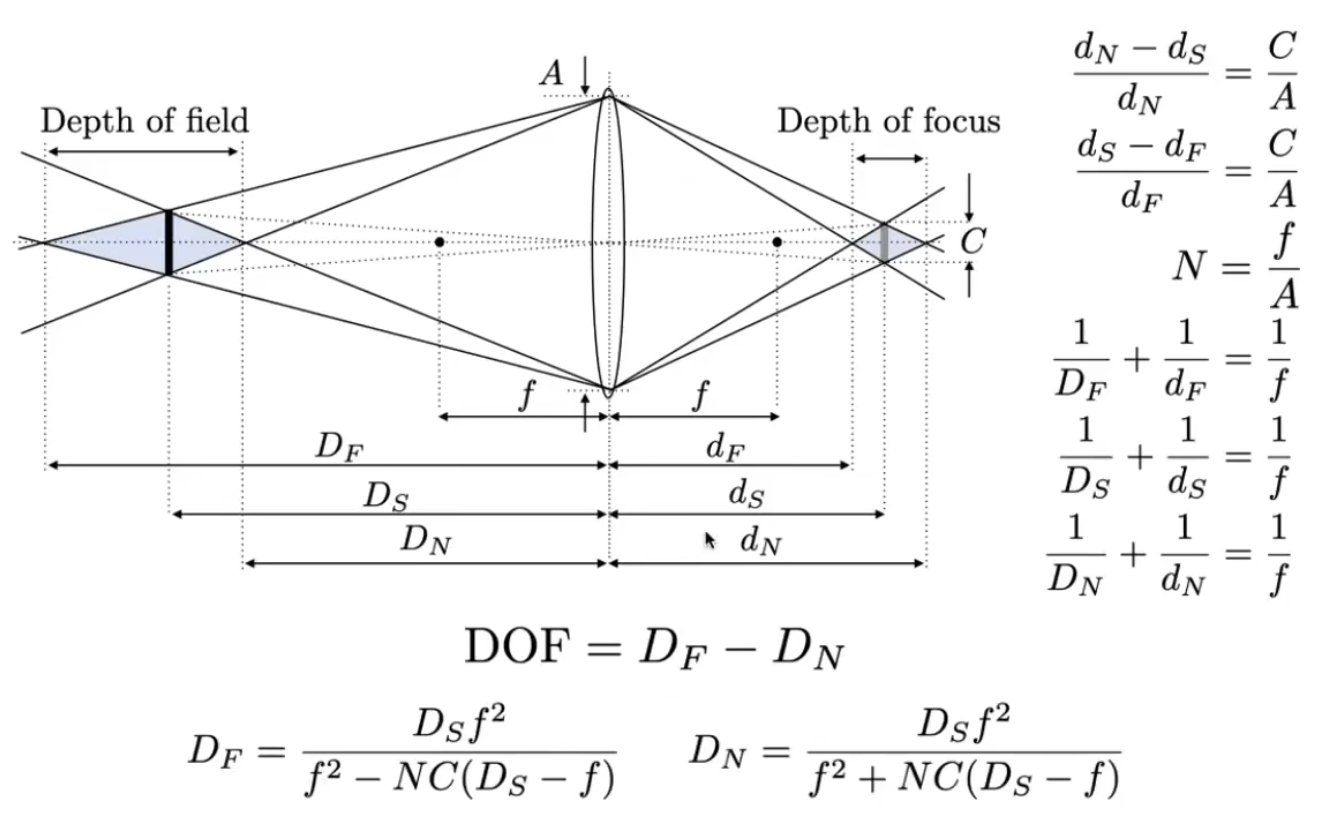 A
Depth of field
Depth of focus
C
f f
D_F d_F
D_S d_S
D_N d_N
\frac{d_N - d_S}{d_N} = \frac{C}{A}
\frac{d_S - d_F}{d_F} = \frac{C}{A}
N = \frac{f}{A}
\frac{1}{D_F} + \frac{1}{d_F} = \frac{1}{f}
\frac{1}{D_S} + \frac{1}{d_S} = \frac{1}{f}
\frac{1}{D_N} + \frac{1}{d_N} = \frac{1}{f}
DOF = D_F - D_N
D_F = \frac{D_S f^2}{f^2 - NC(D_S - f)} D_N = \frac{D_S f^2}{f^2 + NC(D_S - f)}